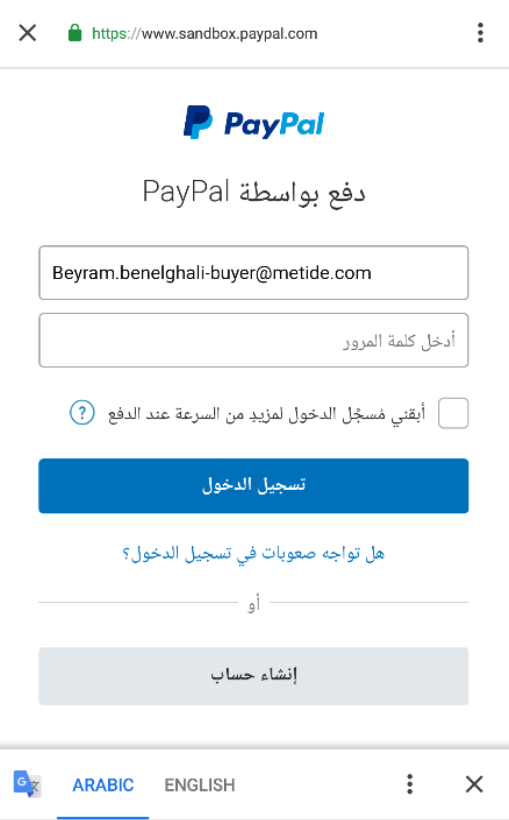 https://www.sandbox.paypal.com
PayPal
دفع بواسطة PayPal
Beyram.benelghali-buyer@metide.com
أدخل كلمة المرور
أبقني مُسجَّل الدخول لمزيدٍ من السرعة عند الدفع ?
تسجيل الدخول
هل تواجه صعوبات في تسجيل الدخول؟
أو
إنشاء حساب
ARABIC ENGLISH